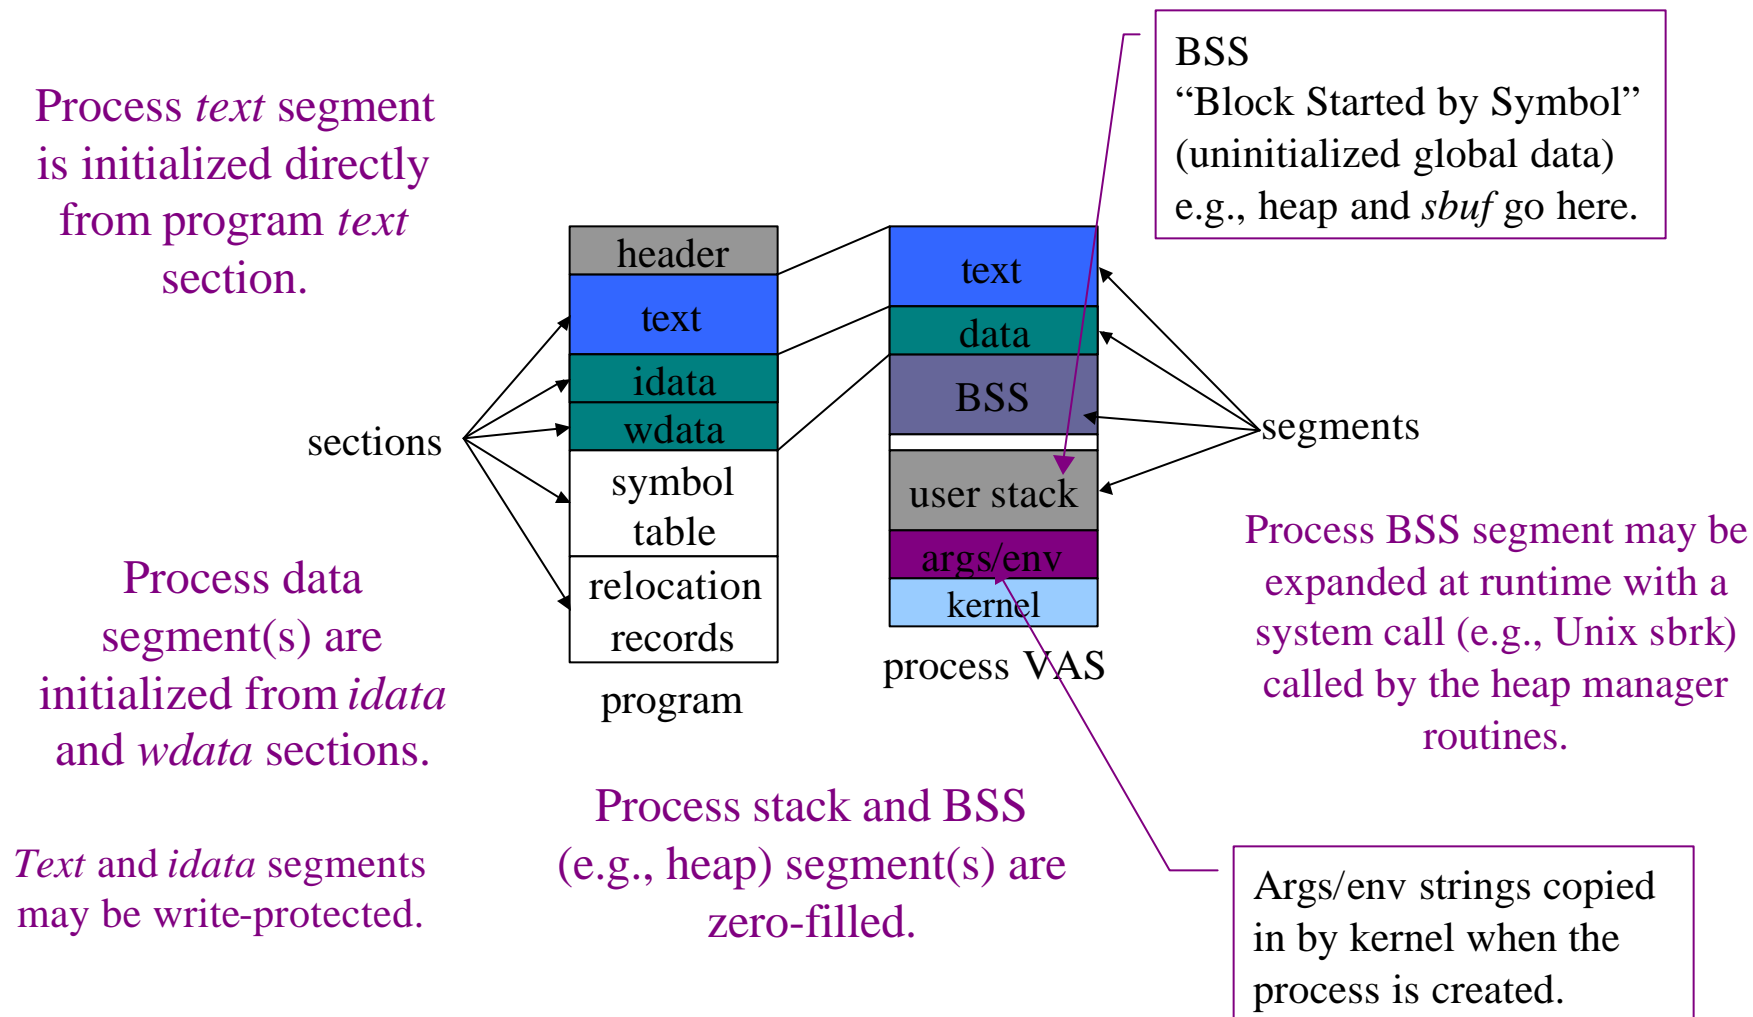 BSS
“Block Started by Symbol”
(uninitialized global data)
e.g., heap and sbuf go here.
Process text segment
is initialized directly
from program text
section.
header
text
idata
wdata
symbol
table
relocation
records
program
sections
text
data
BSS
user stack
args/env
kernel
process VAS
segments
Process data
segment(s) are
initialized from idata
and wdata sections.
Process BSS segment may be
expanded at runtime with a
system call (e.g., Unix sbrk)
called by the heap manager
routines.
Text and idata segments
may be write-protected.
Process stack and BSS
(e.g., heap) segment(s) are
zero-filled.
Args/env strings copied
in by kernel when the
process is created.